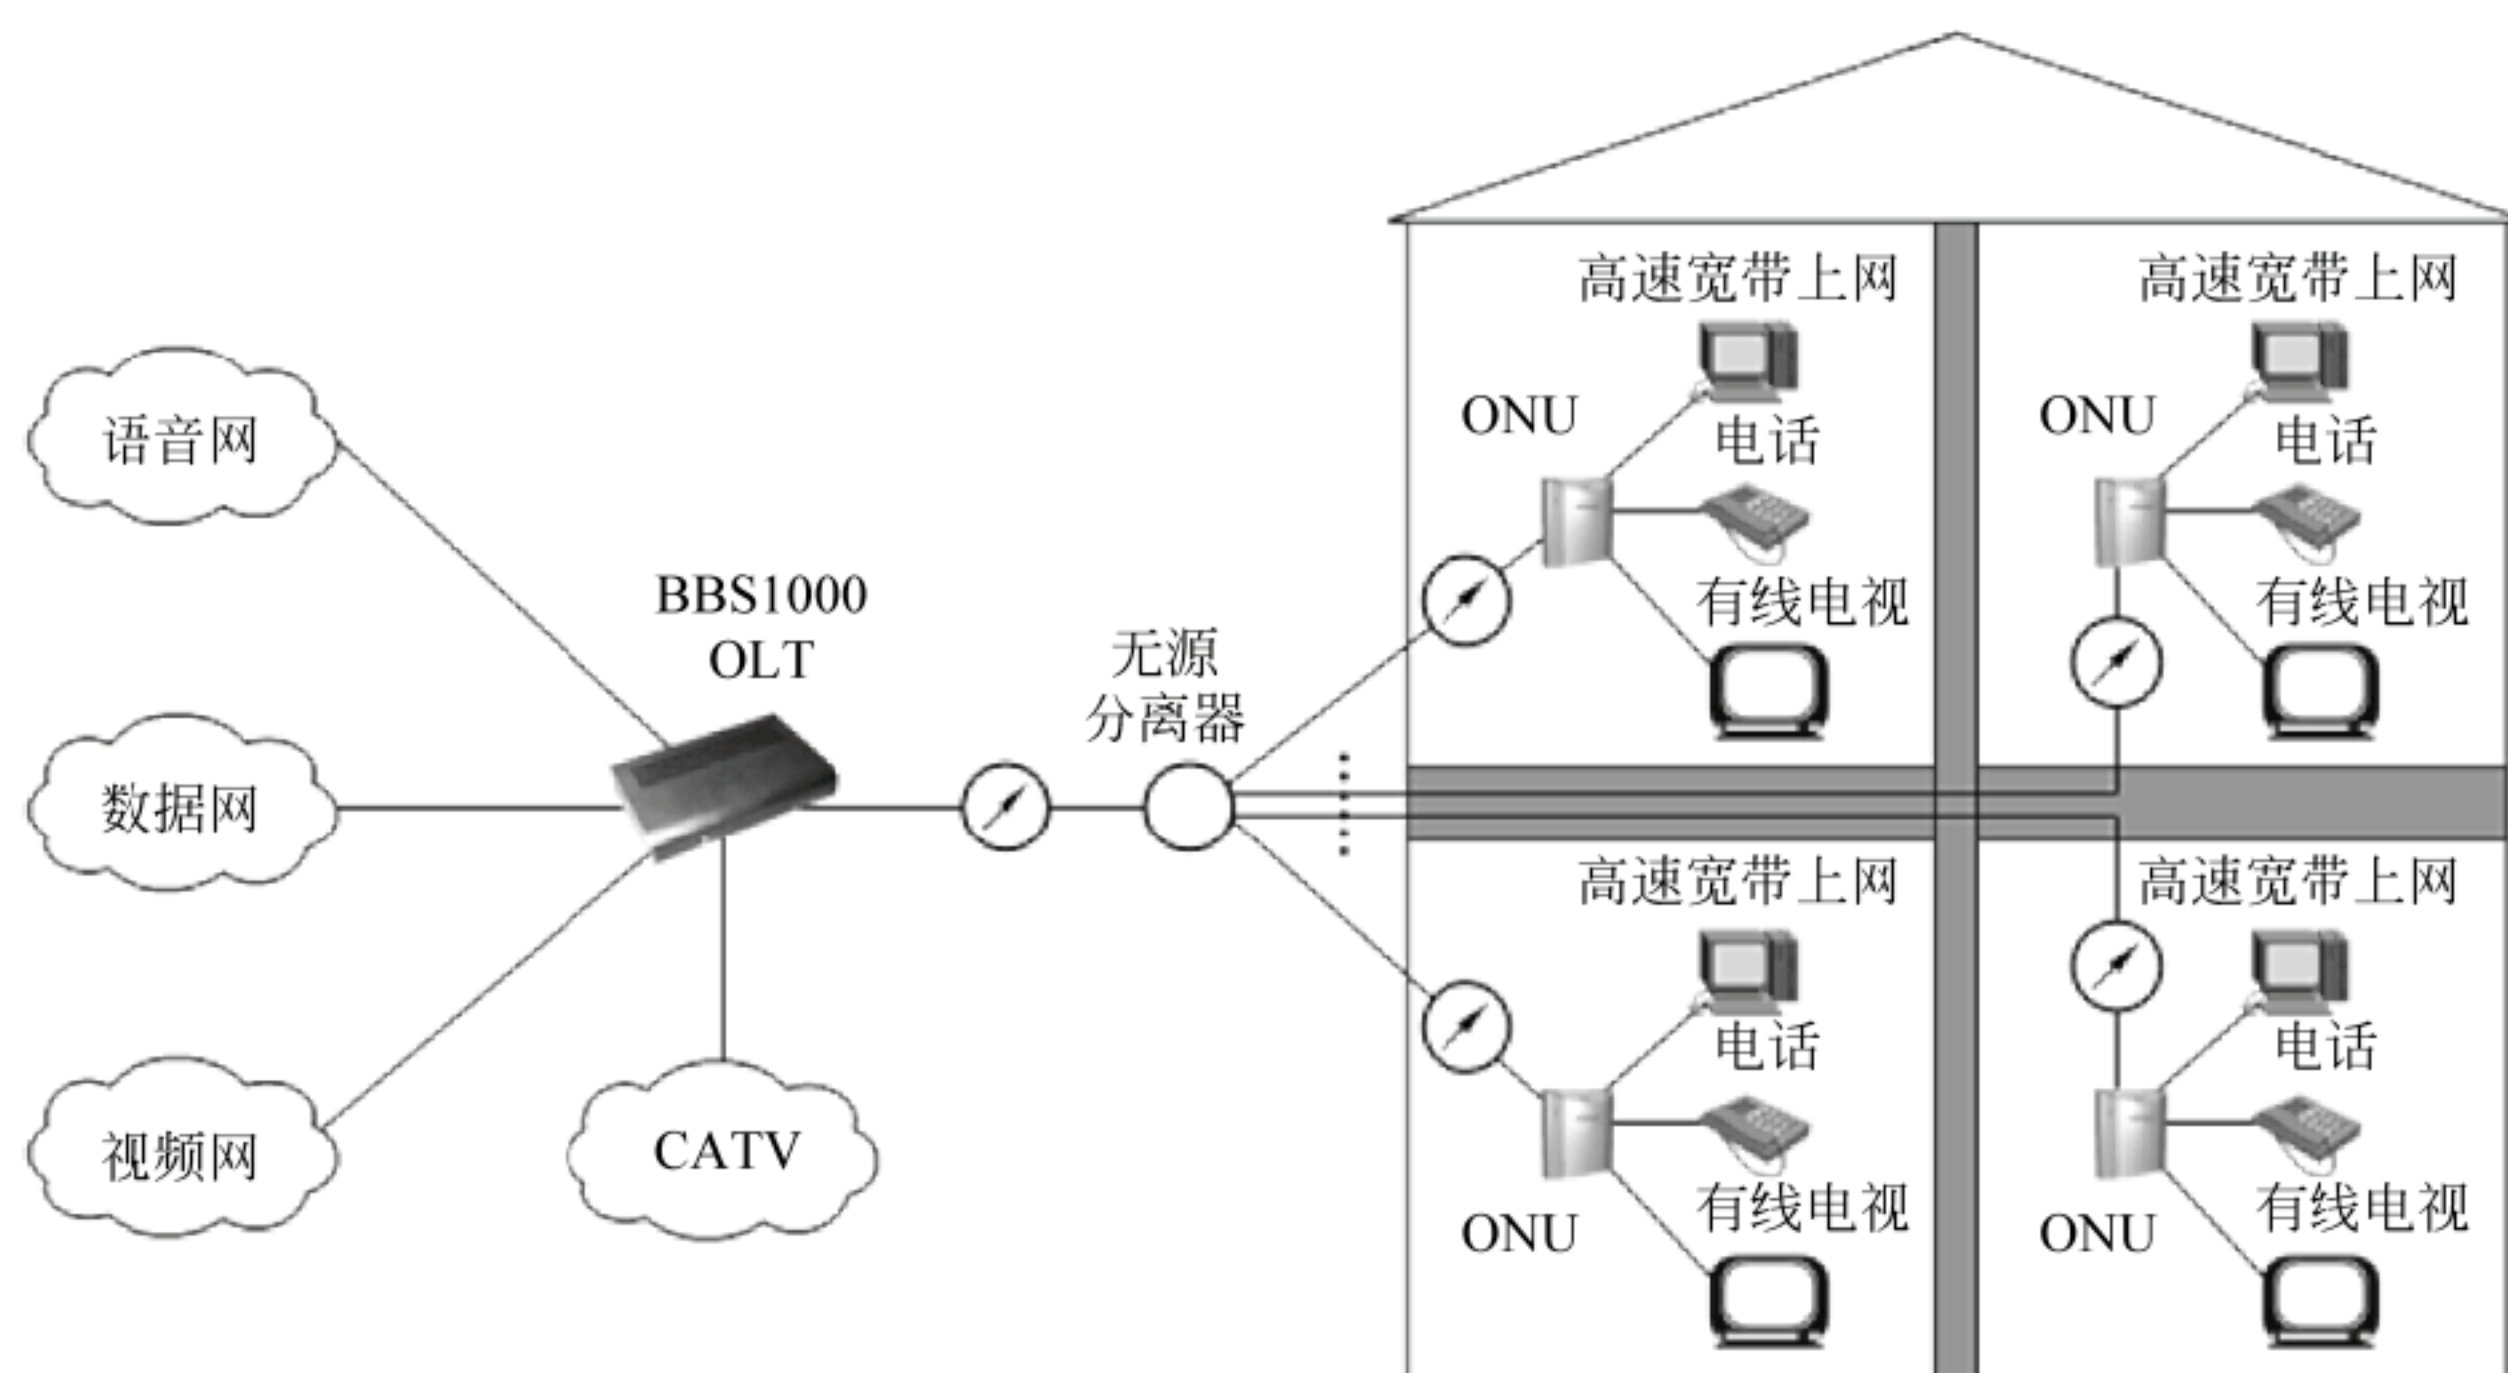 语音网
数据网
视频网
BBS1000
OLT
CATV
无源
分离器
高速宽带上网
ONU
电话
有线电视
高速宽带上网
ONU
电话
有线电视
高速宽带上网
电话
有线电视
ONU
高速宽带上网
电话
有线电视
ONU